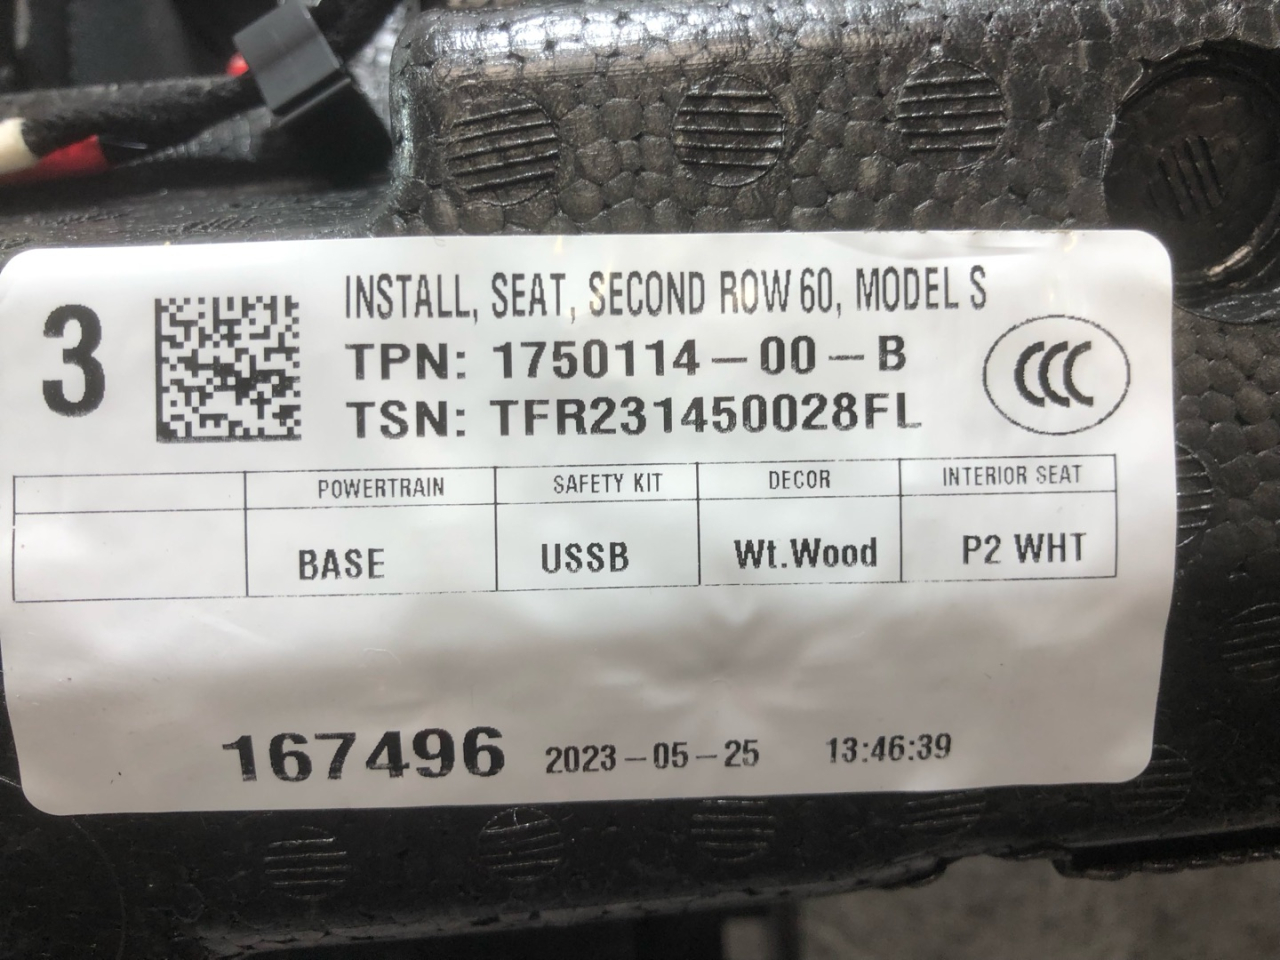 3
INSTALL, SEAT, SECOND ROW 60, MODEL S
TPN: 1750114-00-B
TSN: TFR231450028FL
CCC
POWERTRAIN SAFETY KIT DECOR INTERIOR SEAT
BASE USSB Wt.Wood P2 WHT
167496 2023-05-25 13:46:39